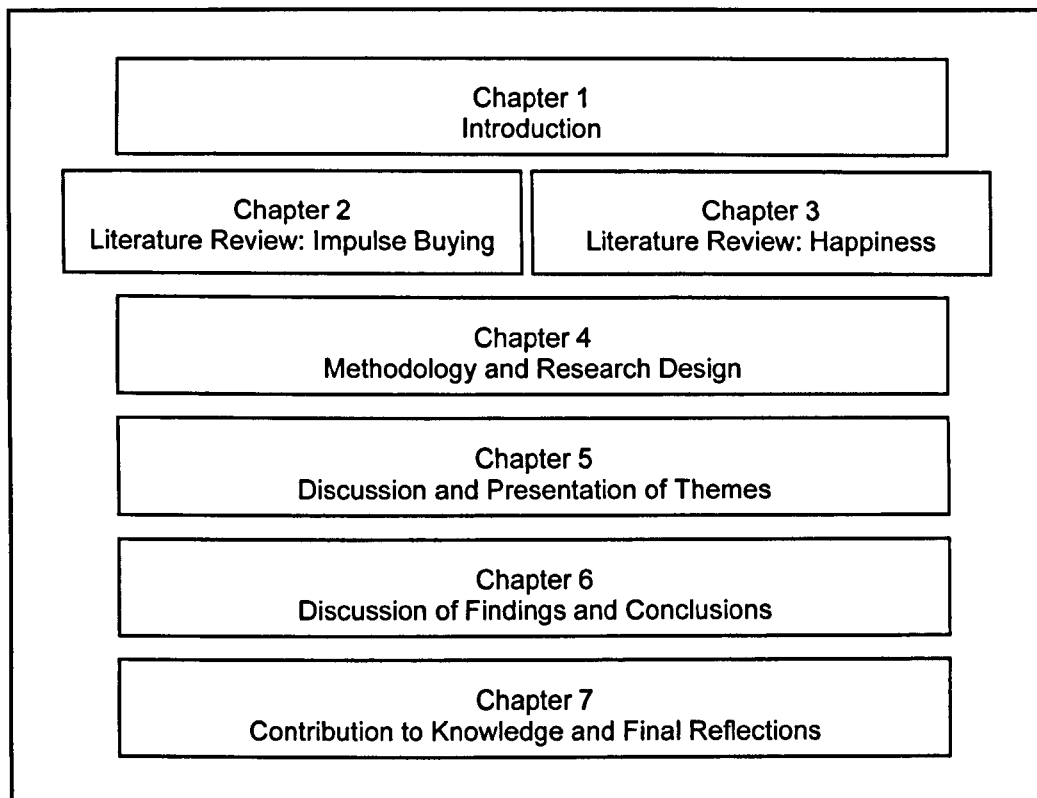 Chapter 1
Introduction
Chapter 2
Literature Review: Impulse Buying
Chapter 3
Literature Review: Happiness
Chapter 4
Methodology and Research Design
Chapter 5
Discussion and Presentation of Themes
Chapter 6
Discussion of Findings and Conclusions
Chapter 7
Contribution to Knowledge and Final Reflections